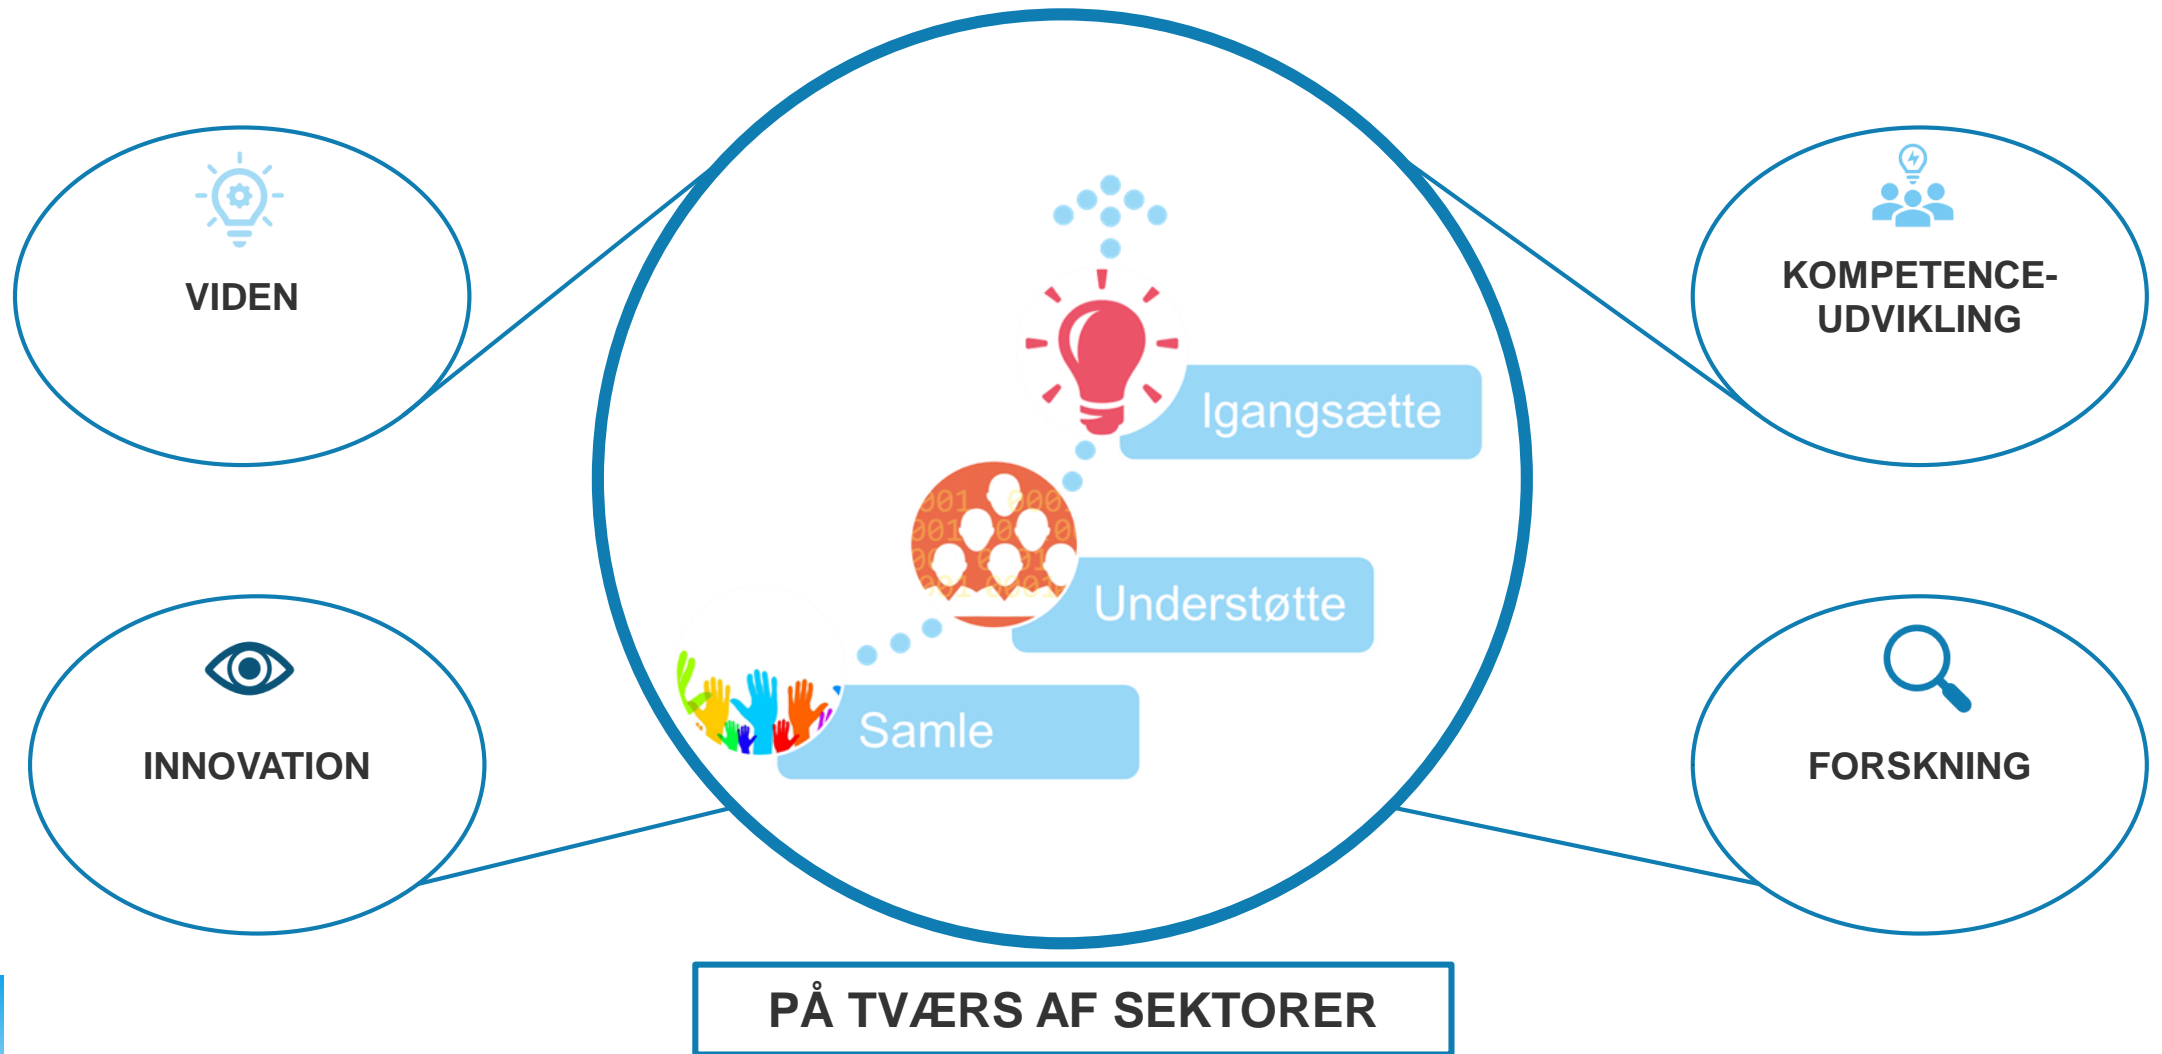 VIDEN
KOMPETENCE-
UDVIKLING
Igangsætte
Understøtte
Samle
INNOVATION
FORSKNING
PÅ TVÆRS AF SEKTORER